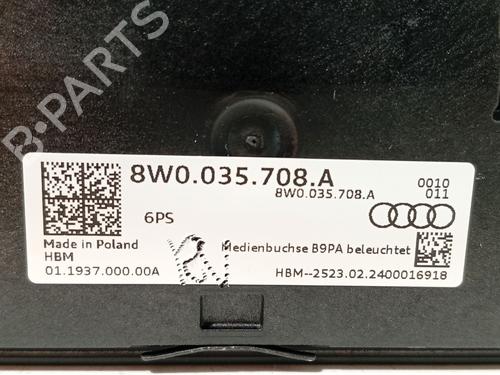 B-PARTS
8W0.035.708.A
8W0.035.708.A
0010
011
6PS
Made in Poland
HBM
01.1937.000.00A
Medienbuchse B9PA beleuchtet
HBM--2523.02.2400016918